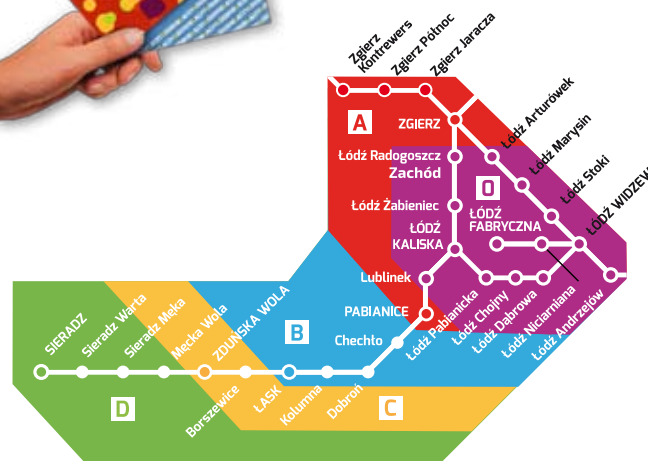 Zgierz
Kontrewers
Zgierz Północ
Zgierz Jaracza
A
ZGIERZ
Łódź Arturówek
Łódź Marysin
Łódź Stoki
ŁÓDŹ WIDZEW
Łódź Radogoszcz
Zachód
O
Łódź Żabieniec
ŁÓDŹ
FABRYCZNA
ŁÓDŹ
KALISKA
Lublinek
PABIANICE
Chechło
Łódź Pabianicka
Łódź Chojny
Łódź Dąbrowa
Łódź Niciarniana
Łódź Andrzejów
SIERADZ
Sieradz Warta
Sieradz Męka
Męcka Wola
ZDUŃSKA WOLA
B
Borszewice
ŁASK
Kolumna
Dobroń
D
C